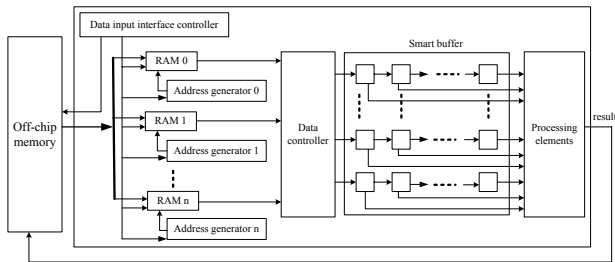 Data input interface controller
Smart buffer
RAM 0
Address generator 0
Off-chip
memory
RAM 1
Address generator 1
Data
controller
Processing
elements
result
RAM n
Address generator n